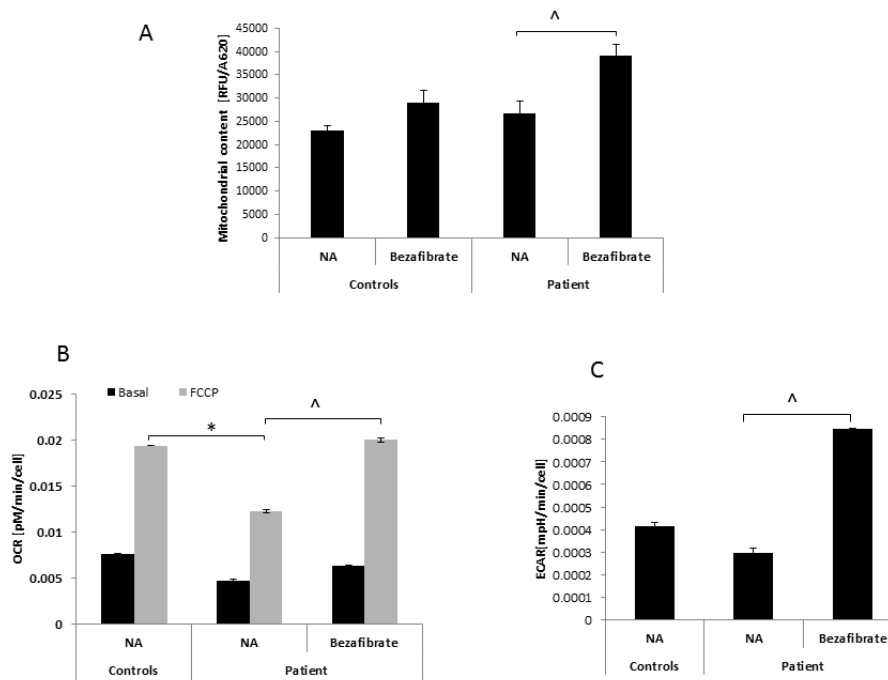 A
^
Mitochondrial content [RFU/A620]
45000
40000
35000
30000
25000
20000
15000
10000
5000
0
NA Bezafibrate NA Bezafibrate
Controls Patient
B
Basal FCCP
^
*
OCR [pM/min/cell]
0.025
0.02
0.015
0.01
0.005
0
NA NA Bezafibrate
Controls Patient
C
^
ECAR[mpH/min/cell]
0.0009
0.0008
0.0007
0.0006
0.0005
0.0004
0.0003
0.0002
0.0001
0
NA NA Bezafibrate
Controls Patient